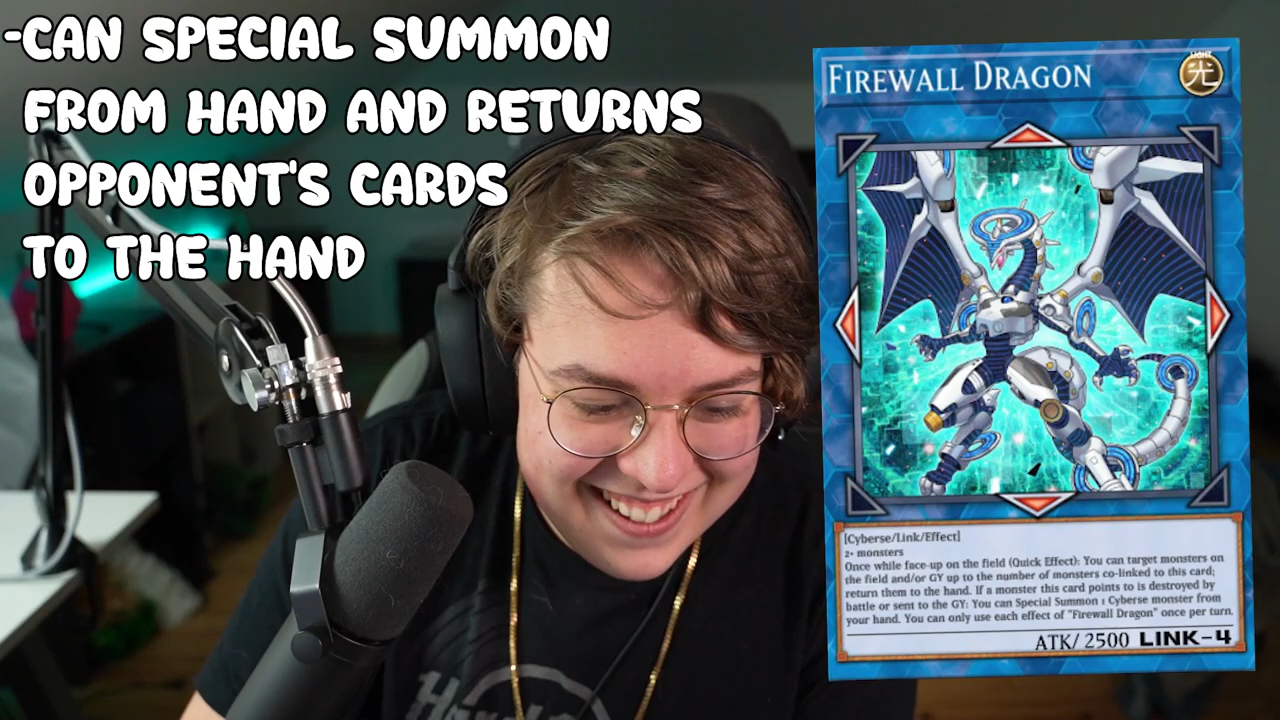 -CAN SPECIAL SUMMON
FROM HAND AND RETURNS
OPPONENT'S CARDS
TO THE HAND
FIREWALL DRAGON
LIGHT
光
[Cyberse/Link/Effect]
2+ monsters
Once while face-up on the field (Quick Effect): You can target monsters on
the field and/or GY up to the number of monsters co-linked to this card;
return them to the hand. If a monster this card points to is destroyed by
battle or sent to the GY: You can Special Summon 1 Cyberse monster from
your hand. You can only use each effect of "Firewall Dragon" once per turn.
ATK/ 2500 LINK-4